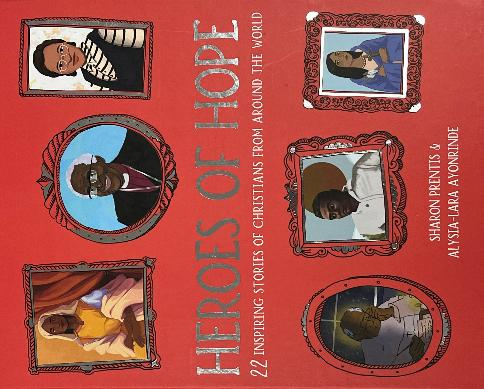 HEROES OF HOPE
22 INSPIRING STORIES OF CHRISTIANS FROM AROUND THE WORLD
SHARON PRENTIS &
ALYSIA-LARA AYONRINDE